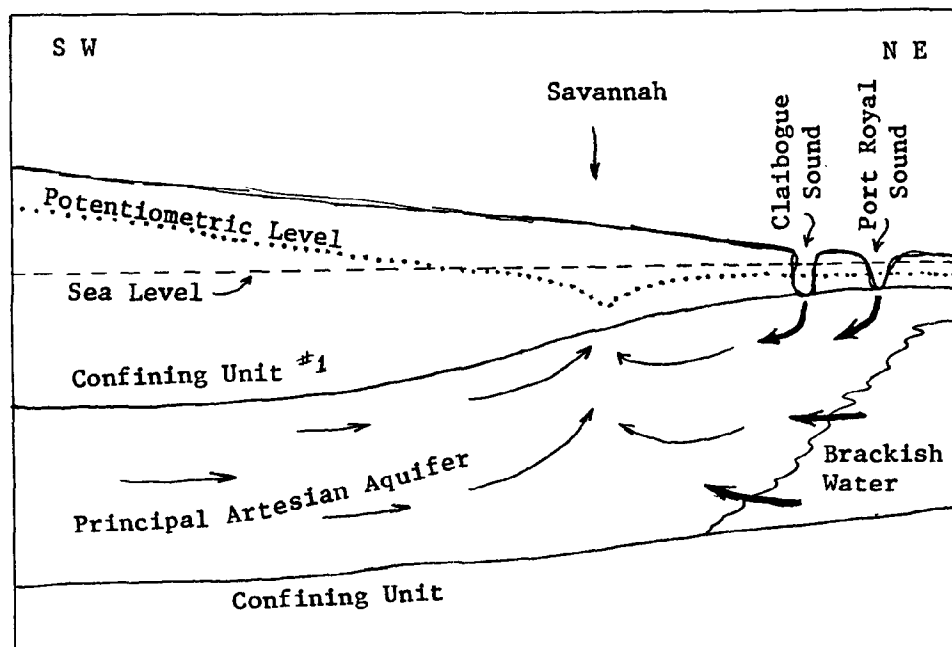 S W
N E
Savannah
Claibogue
Sound
Port Royal
Sound
Potentiometric Level
Sea Level
Confining Unit #1
Principal Artesian Aquifer
Brackish
Water
Confining Unit